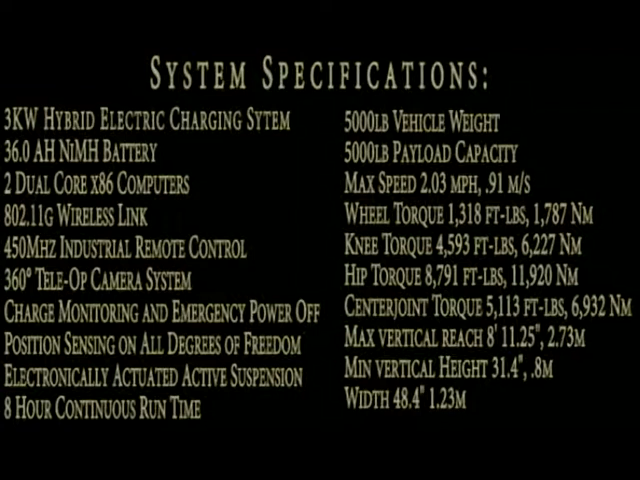 SYSTEM SPECIFICATIONS:
3KW HYBRID ELECTRIC CHARGING SYTEM
36.0 AH NIMH BATTERY
2 DUAL CORE X86 COMPUTERS
802.11G WIRELESS LINK
450MHZ INDUSTRIAL REMOTE CONTROL
360° TELE-OP CAMERA SYSTEM
CHARGE MONITORING AND EMERGENCY POWER OFF
POSITION SENSING ON ALL DEGREES OF FREEDOM
ELECTRONICALLY ACTUATED ACTIVE SUSPENSION
8 HOUR CONTINUOUS RUN TIME
5000LB VEHICLE WEIGHT
5000LB PAYLOAD CAPACITY
MAX SPEED 2.03 MPH, .91 M/S
WHEEL TORQUE 1,318 FT-LBS, 1,787 NM
KNEE TORQUE 4,593 FT-LBS, 6,227 NM
HIP TORQUE 8,791 FT-LBS, 11,920 NM
CENTERJOINT TORQUE 5,113 FT-LBS, 6,932 NM
MAX VERTICAL REACH 8' 11.25", 2.73M
MIN VERTICAL HEIGHT 31.4", .8M
WIDTH 48.4" 1.23M